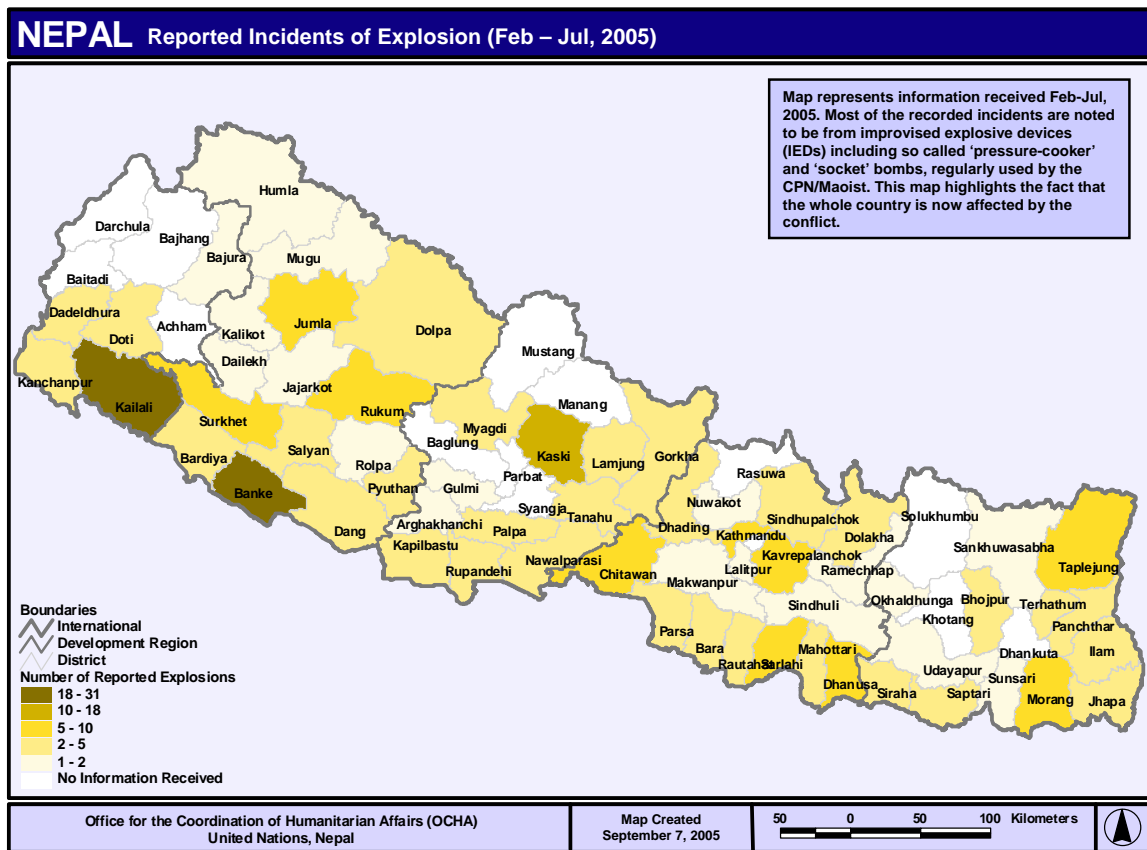 NEPAL Reported Incidents of Explosion (Feb – Jul, 2005)
Map represents information received Feb-Jul,
2005. Most of the recorded incidents are noted
to be from improvised explosive devices
(IEDs) including so called ‘pressure-cooker’
and ‘socket’ bombs, regularly used by the
CPN/Maoist. This map highlights the fact that
the whole country is now affected by the
conflict.
Humla
Darchula
Bajhang
Bajura
Mugu
Baitadi
Dadeldhura
Achham
Jumla
Doti
Kalikot
Dolpa
Mustang
Dailekh
Kanchanpur
Jajarkot
Manang
Kailali
Rukum
Surkhet
Myagdi
Baglung
Salyan
Kaski
Lamjung
Gorkha
Bardiya
Rolpa
Parbat
Rasuwa
Banke
Pyuthan
Gulmi
Nuwakot
Syangja
Solukhumbu
Arghakhanchi
Tanahu
Sindhupalchok
Dang
Palpa
Dhading
Kathmandu
Dolakha
Kapilbastu
Nawalparasi
Kavrepalanchok
Sankhuwasabha
Rupandehi
Chitawan
Lalitpur
Ramechhap
Taplejung
Makwanpur
Okhaldhunga
Bhojpur
Terhathum
Sindhuli
Khotang
Panchthar
Parsa
Bara
Mahottari
Dhankuta
Ilam
Rautahat
Sarlahi
Udayapur
Sunsari
Dhanusa
Siraha
Saptari
Morang
Jhapa
Boundaries
International
Development Region
District
Number of Reported Explosions
18 - 31
10 - 18
5 - 10
2 - 5
1 - 2
No Information Received
Office for the Coordination of Humanitarian Affairs (OCHA)
United Nations, Nepal
Map Created
September 7, 2005
50 0 50 100 Kilometers